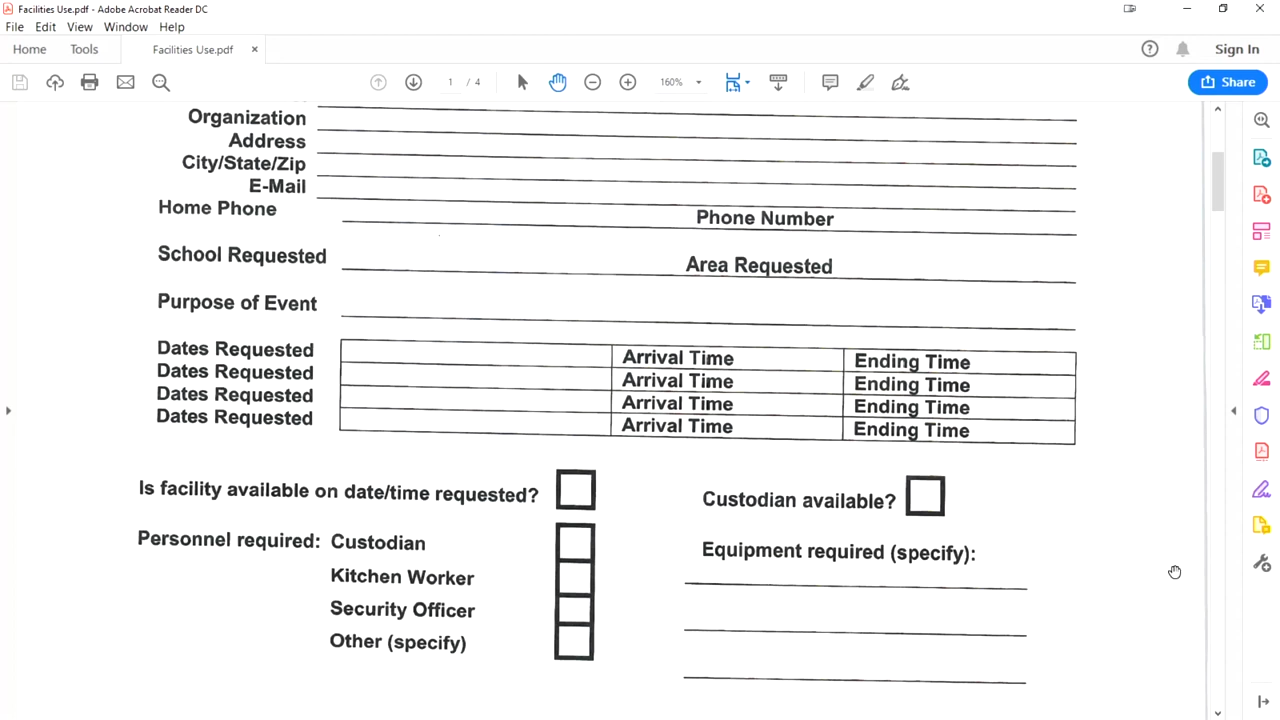 Facilities Use.pdf - Adobe Acrobat Reader DC
File Edit View Window Help
Home Tools Facilities Use.pdf ×
Sign In
1 / 4 160% Share
Organization
Address
City/State/Zip
E-Mail
Home Phone Phone Number
School Requested Area Requested
Purpose of Event
Dates Requested Arrival Time Ending Time
Dates Requested Arrival Time Ending Time
Dates Requested Arrival Time Ending Time
Dates Requested Arrival Time Ending Time
Is facility available on date/time requested? Custodian available?
Personnel required: Custodian Equipment required (specify):
Kitchen Worker
Security Officer
Other (specify)